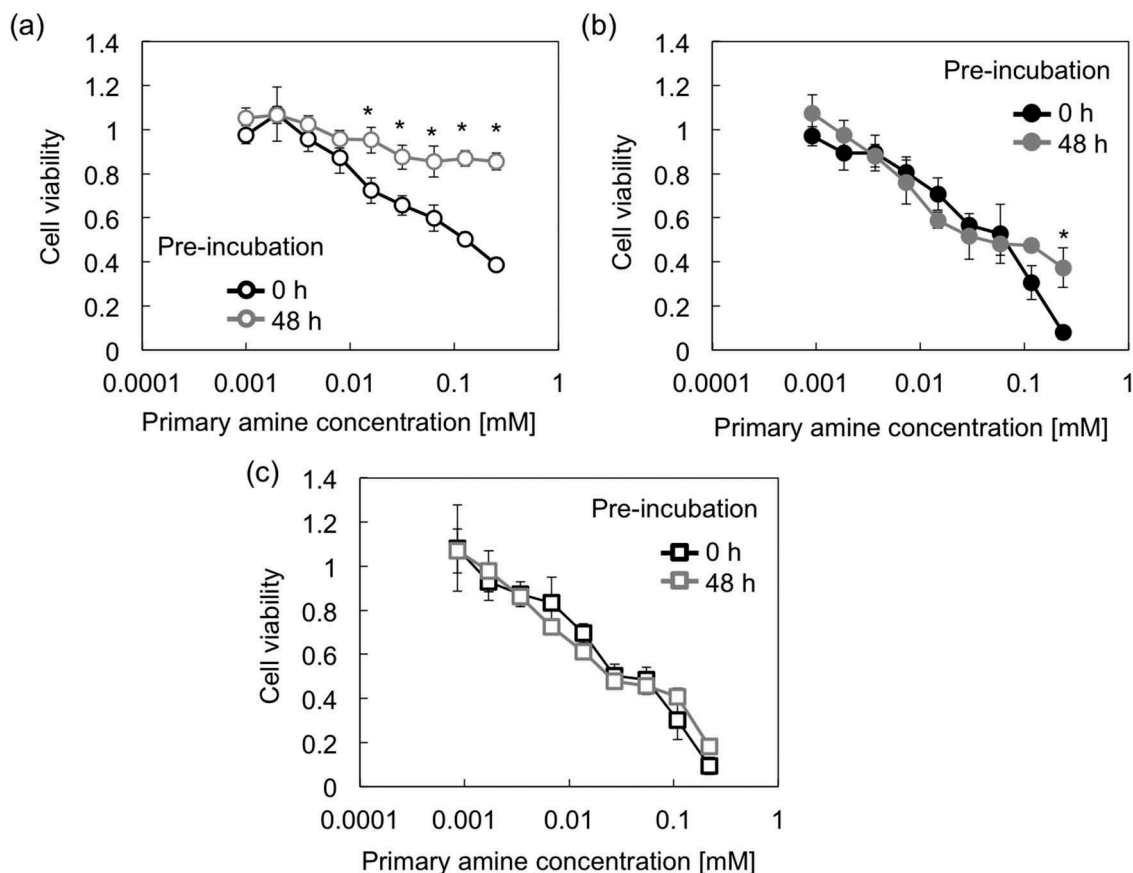 (a)
1.4
1.2
1
0.8
0.6
0.4
0.2
0
Cell viability
* * * * *
Pre-incubation
0 h
48 h
0.0001 0.001 0.01 0.1 1
Primary amine concentration [mM]
(b)
1.4
1.2
1
0.8
0.6
0.4
0.2
0
Cell viability
Pre-incubation
0 h
48 h
*
0.0001 0.001 0.01 0.1 1
Primary amine concentration [mM]
(c)
1.4
1.2
1
0.8
0.6
0.4
0.2
0
Cell viability
Pre-incubation
0 h
48 h
0.0001 0.001 0.01 0.1 1
Primary amine concentration [mM]